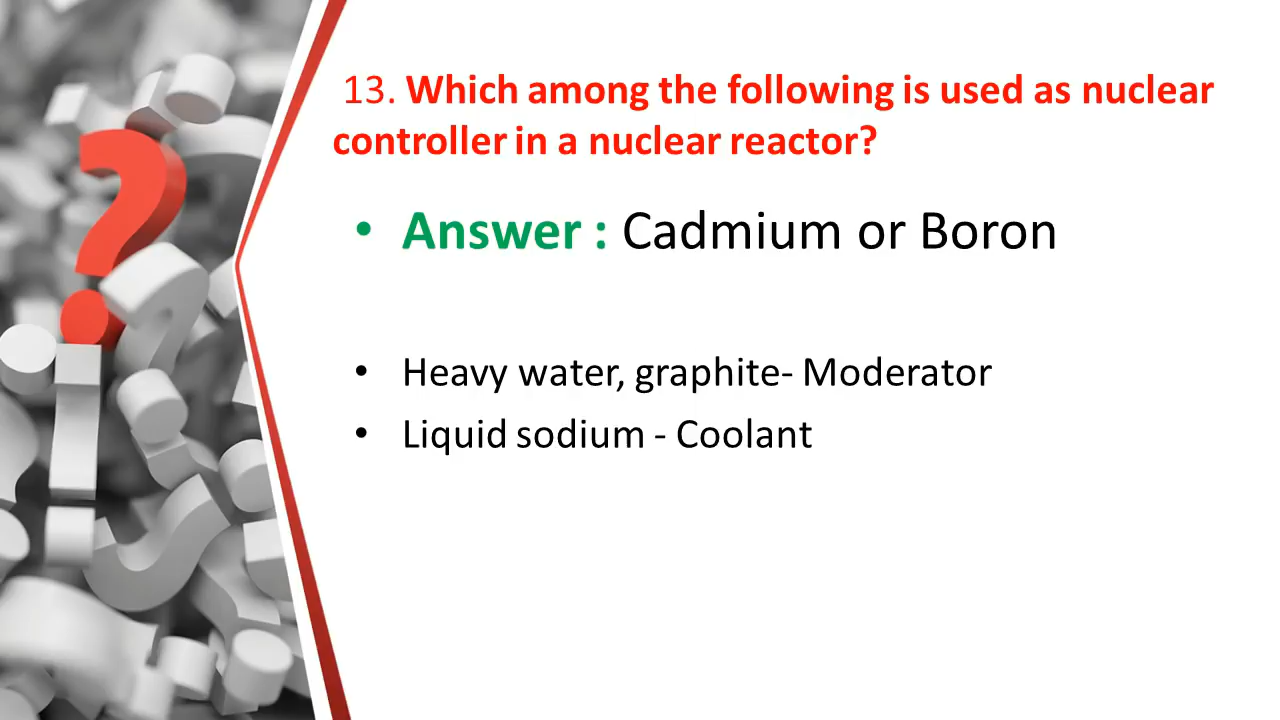 13. Which among the following is used as nuclear
controller in a nuclear reactor?
• Answer : Cadmium or Boron
• Heavy water, graphite- Moderator
• Liquid sodium - Coolant